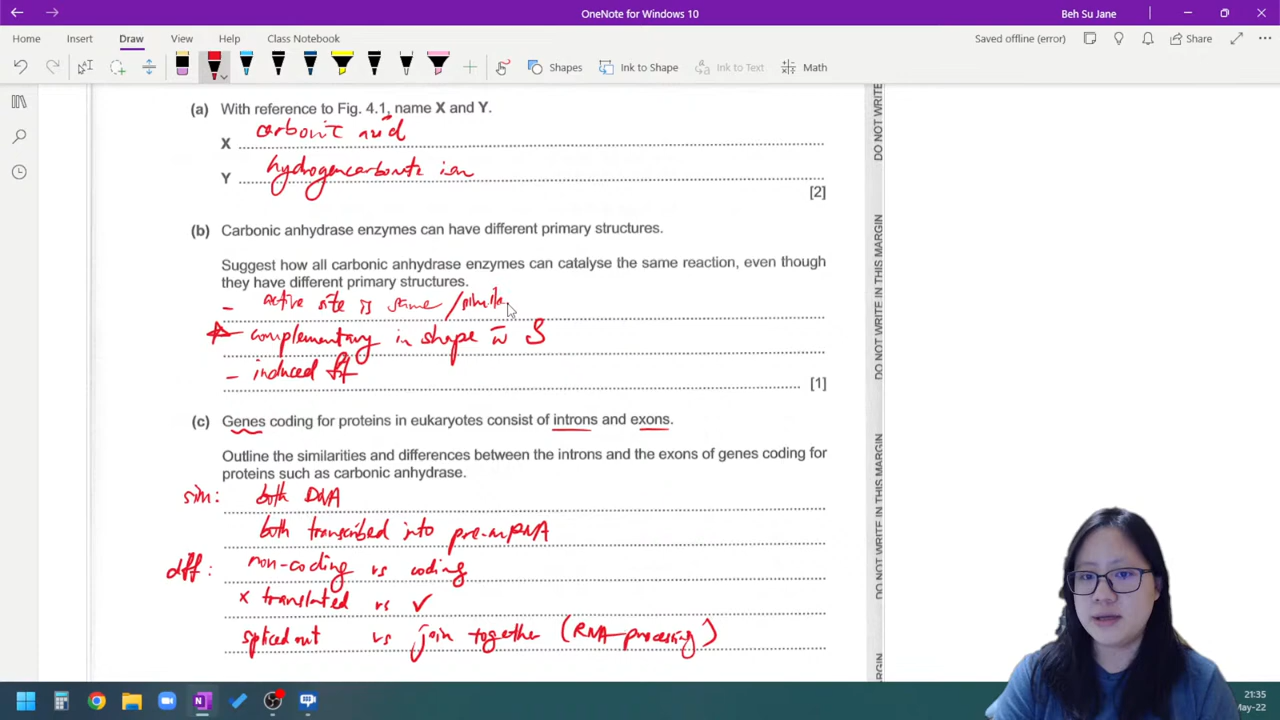 OneNote for Windows 10
Beh Su Jane
Home Insert Draw View Help Class Notebook
Saved offline (error)
Share
Shapes
Ink to Shape
Ink to Text
Math
(a) With reference to Fig. 4.1, name X and Y.
X carbonic acid
Y hydrogencarbonate ion
[2]
(b) Carbonic anhydrase enzymes can have different primary structures.
Suggest how all carbonic anhydrase enzymes can catalyse the same reaction, even though
they have different primary structures.
- active site is same / simila
complementary in shape w̄ S
- induced fit
[1]
(c) Genes coding for proteins in eukaryotes consist of introns and exons.
Outline the similarities and differences between the introns and the exons of genes coding for
proteins such as carbonic anhydrase.
sim: both DNA
both transcribed into pre-mRNA
diff: non-coding vs coding
x translated vs ✓
spliced out vs join together (RNA processing)
DO NOT WRITE
DO NOT WRITE IN THIS MARGIN
DO NOT WRITE IN THIS MARGIN
ARGIN
21:35
May-22